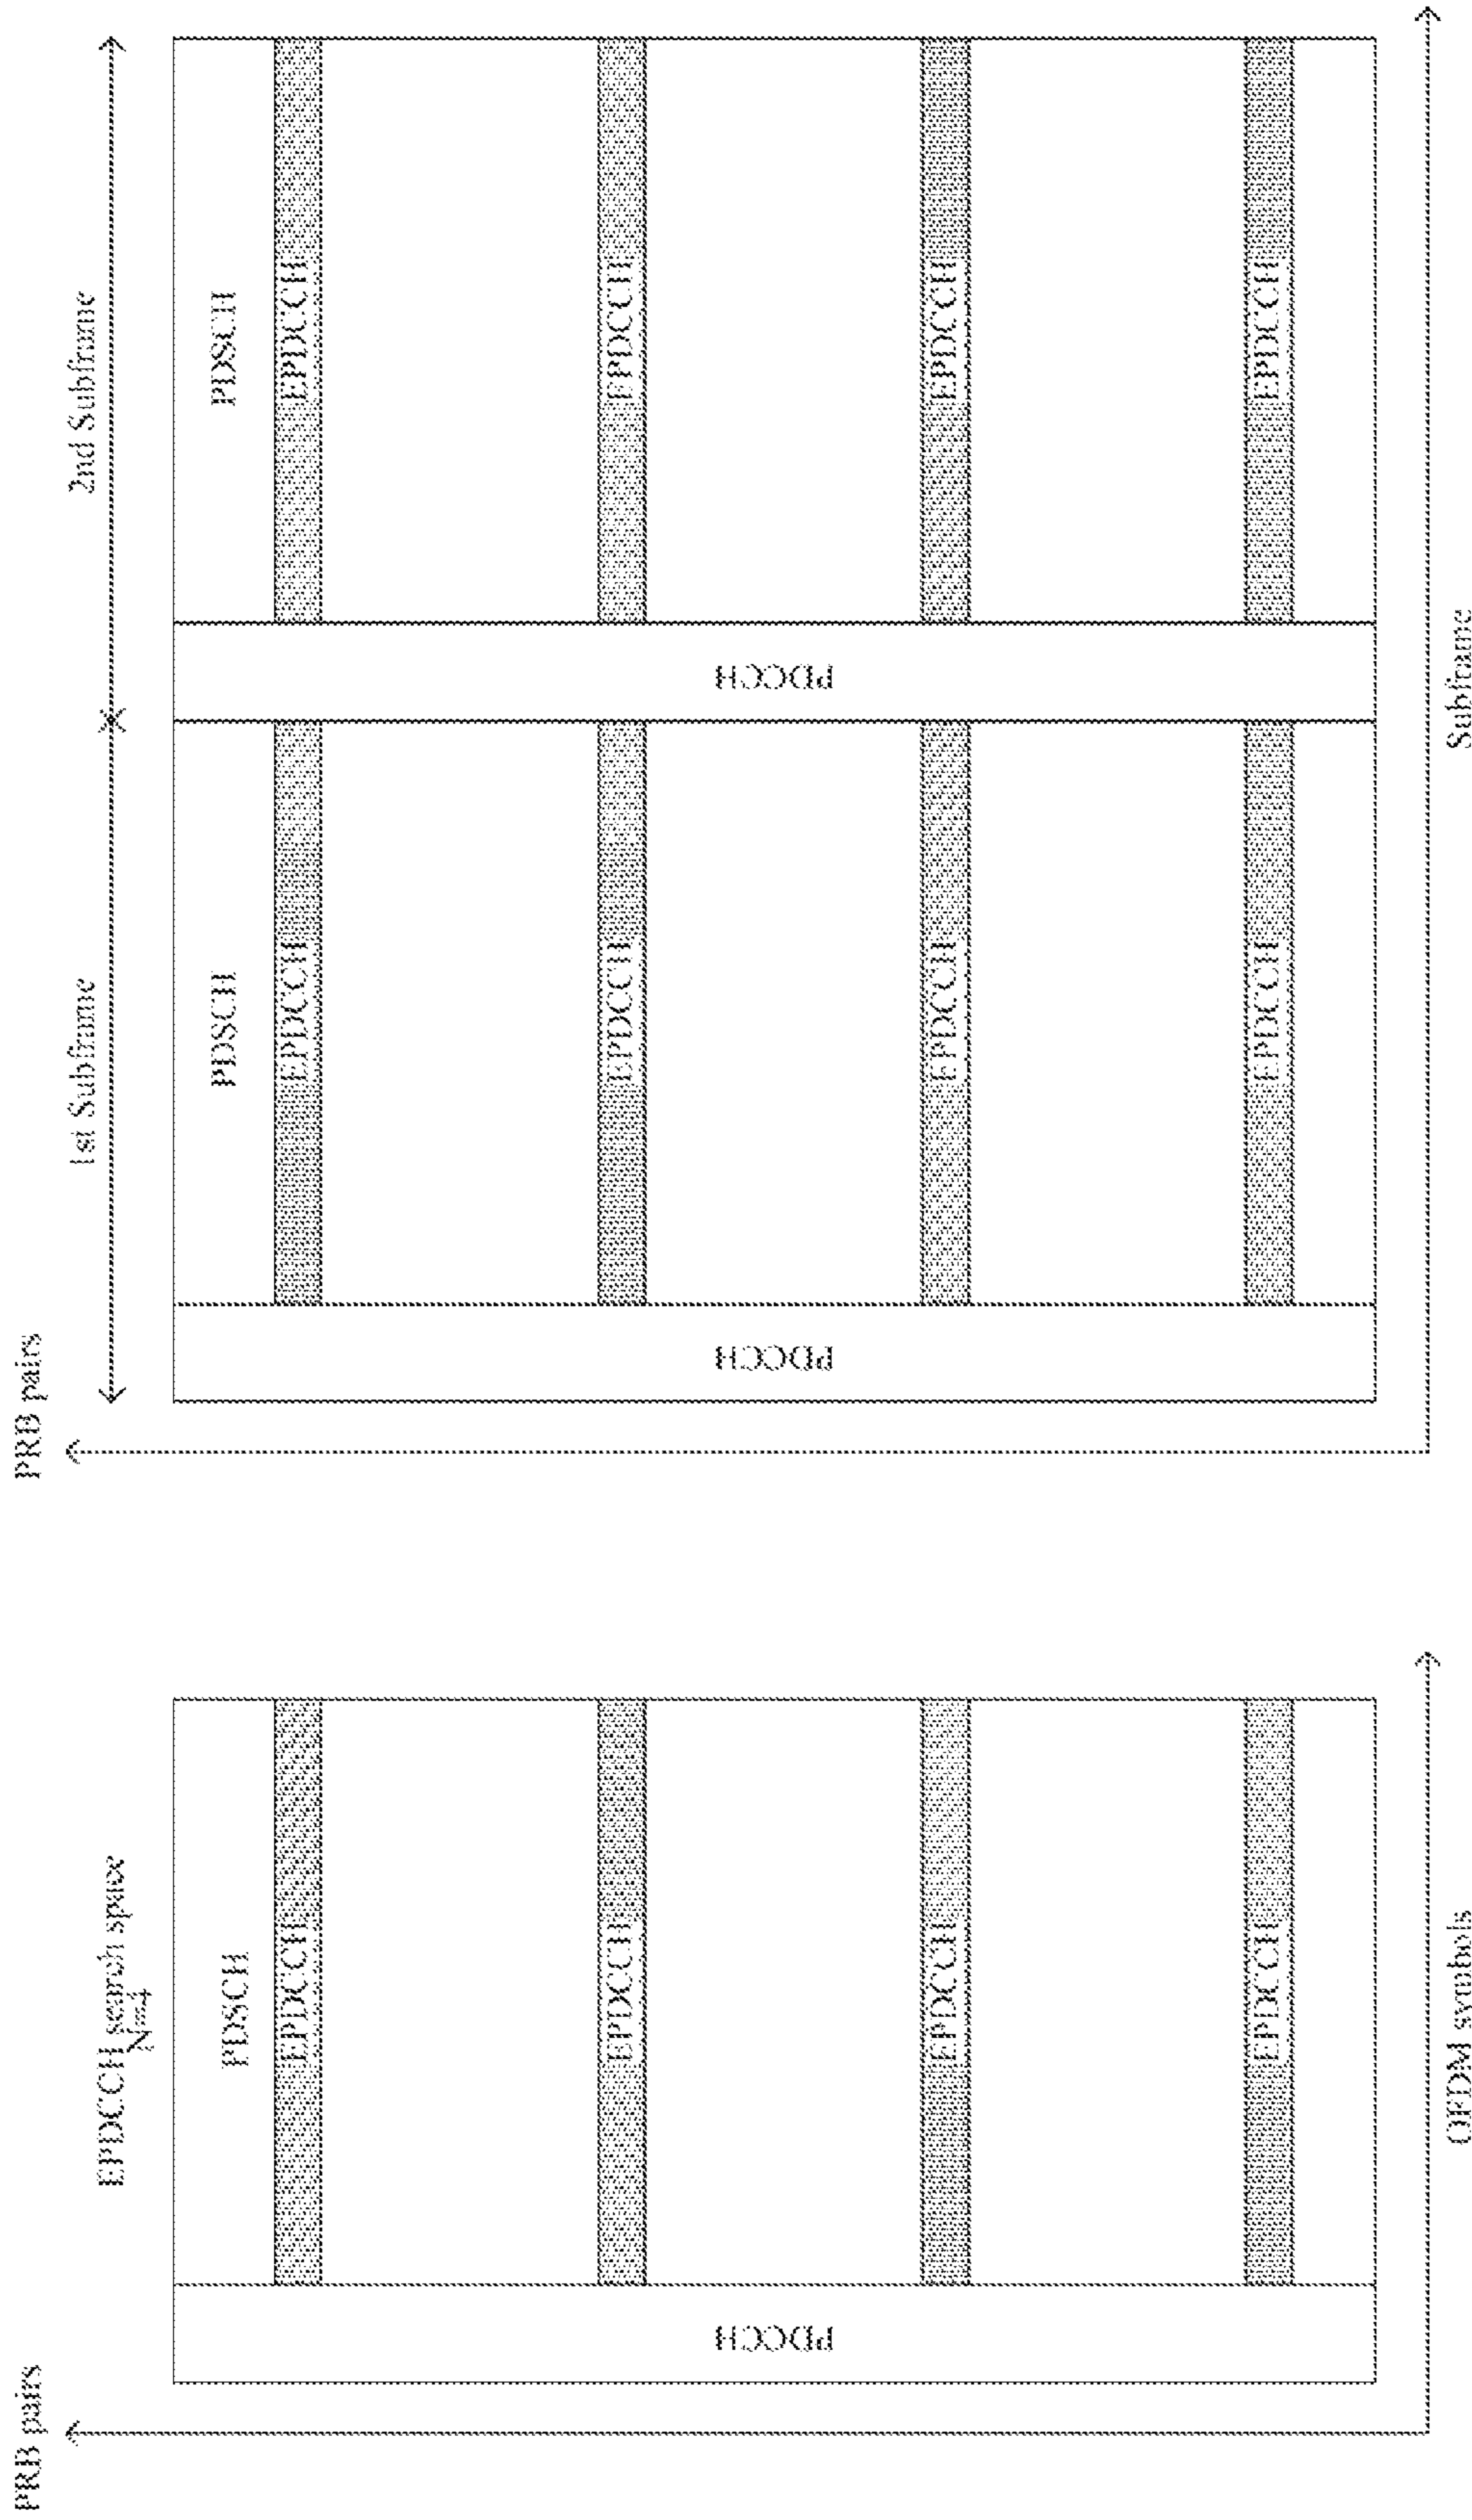 PRB pairs
EPDCCH search space
N=4
PDSCH
EPDCCH
EPDCCH
EPDCCH
EPDCCH
PDCCH
OFDM symbols
PRB pairs
1st Subframe
2nd Subframe
PDSCH
PDSCH
EPDCCH
EPDCCH
EPDCCH
EPDCCH
EPDCCH
EPDCCH
EPDCCH
EPDCCH
PDCCH
PDCCH
Subframe